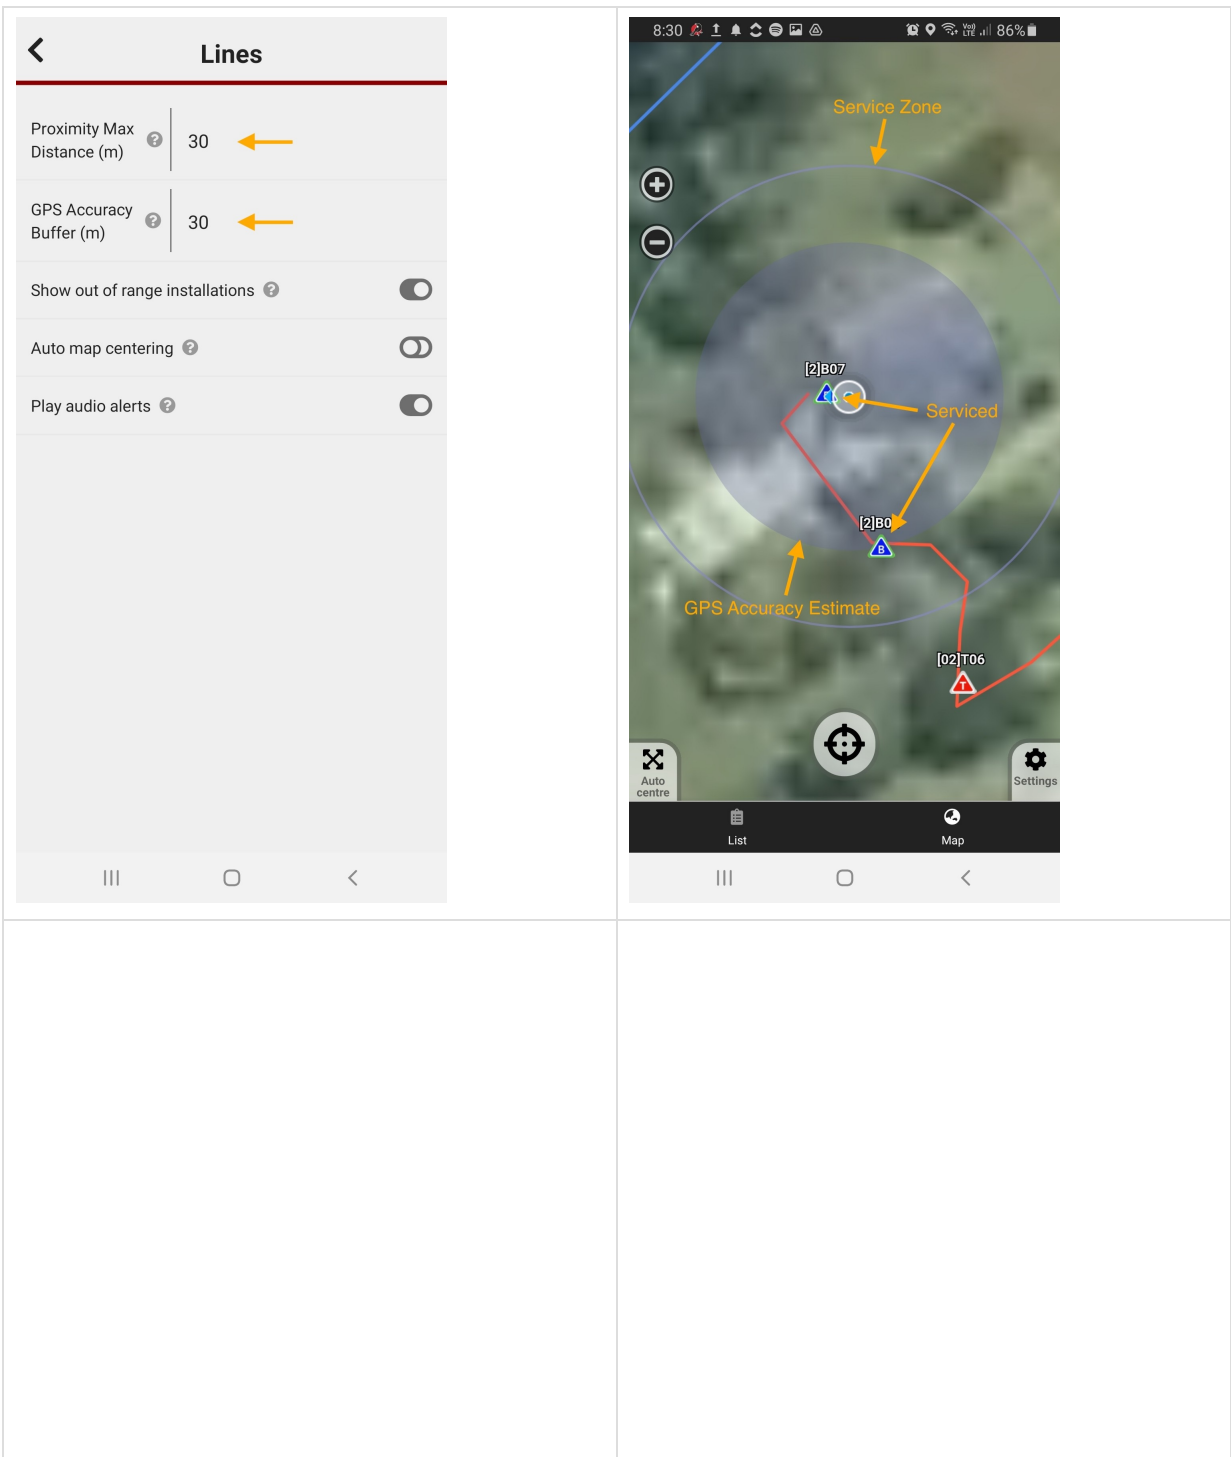 Lines
Proximity Max
Distance (m)
30
GPS Accuracy
Buffer (m)
30
Show out of range installations
Auto map centering
Play audio alerts
8:30
86%
Service Zone
[2]B07
Serviced
[2]B0
B
GPS Accuracy Estimate
[02]T06
T
Auto
centre
Settings
List
Map